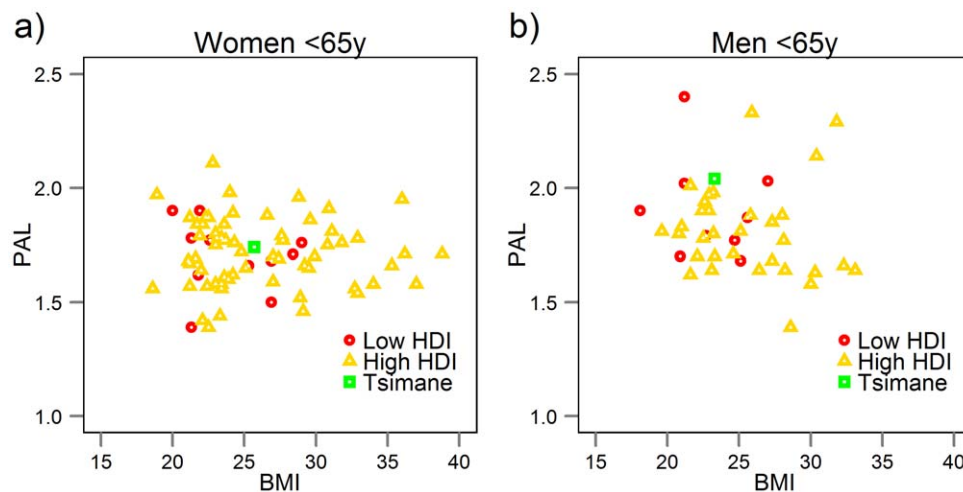 a)
Women <65y
PAL
2.5
2.0
1.5
1.0
15 20 25 30 35 40
BMI
Low HDI
High HDI
Tsimane
b)
Men <65y
PAL
2.5
2.0
1.5
1.0
15 20 25 30 35 40
BMI
Low HDI
High HDI
Tsimane